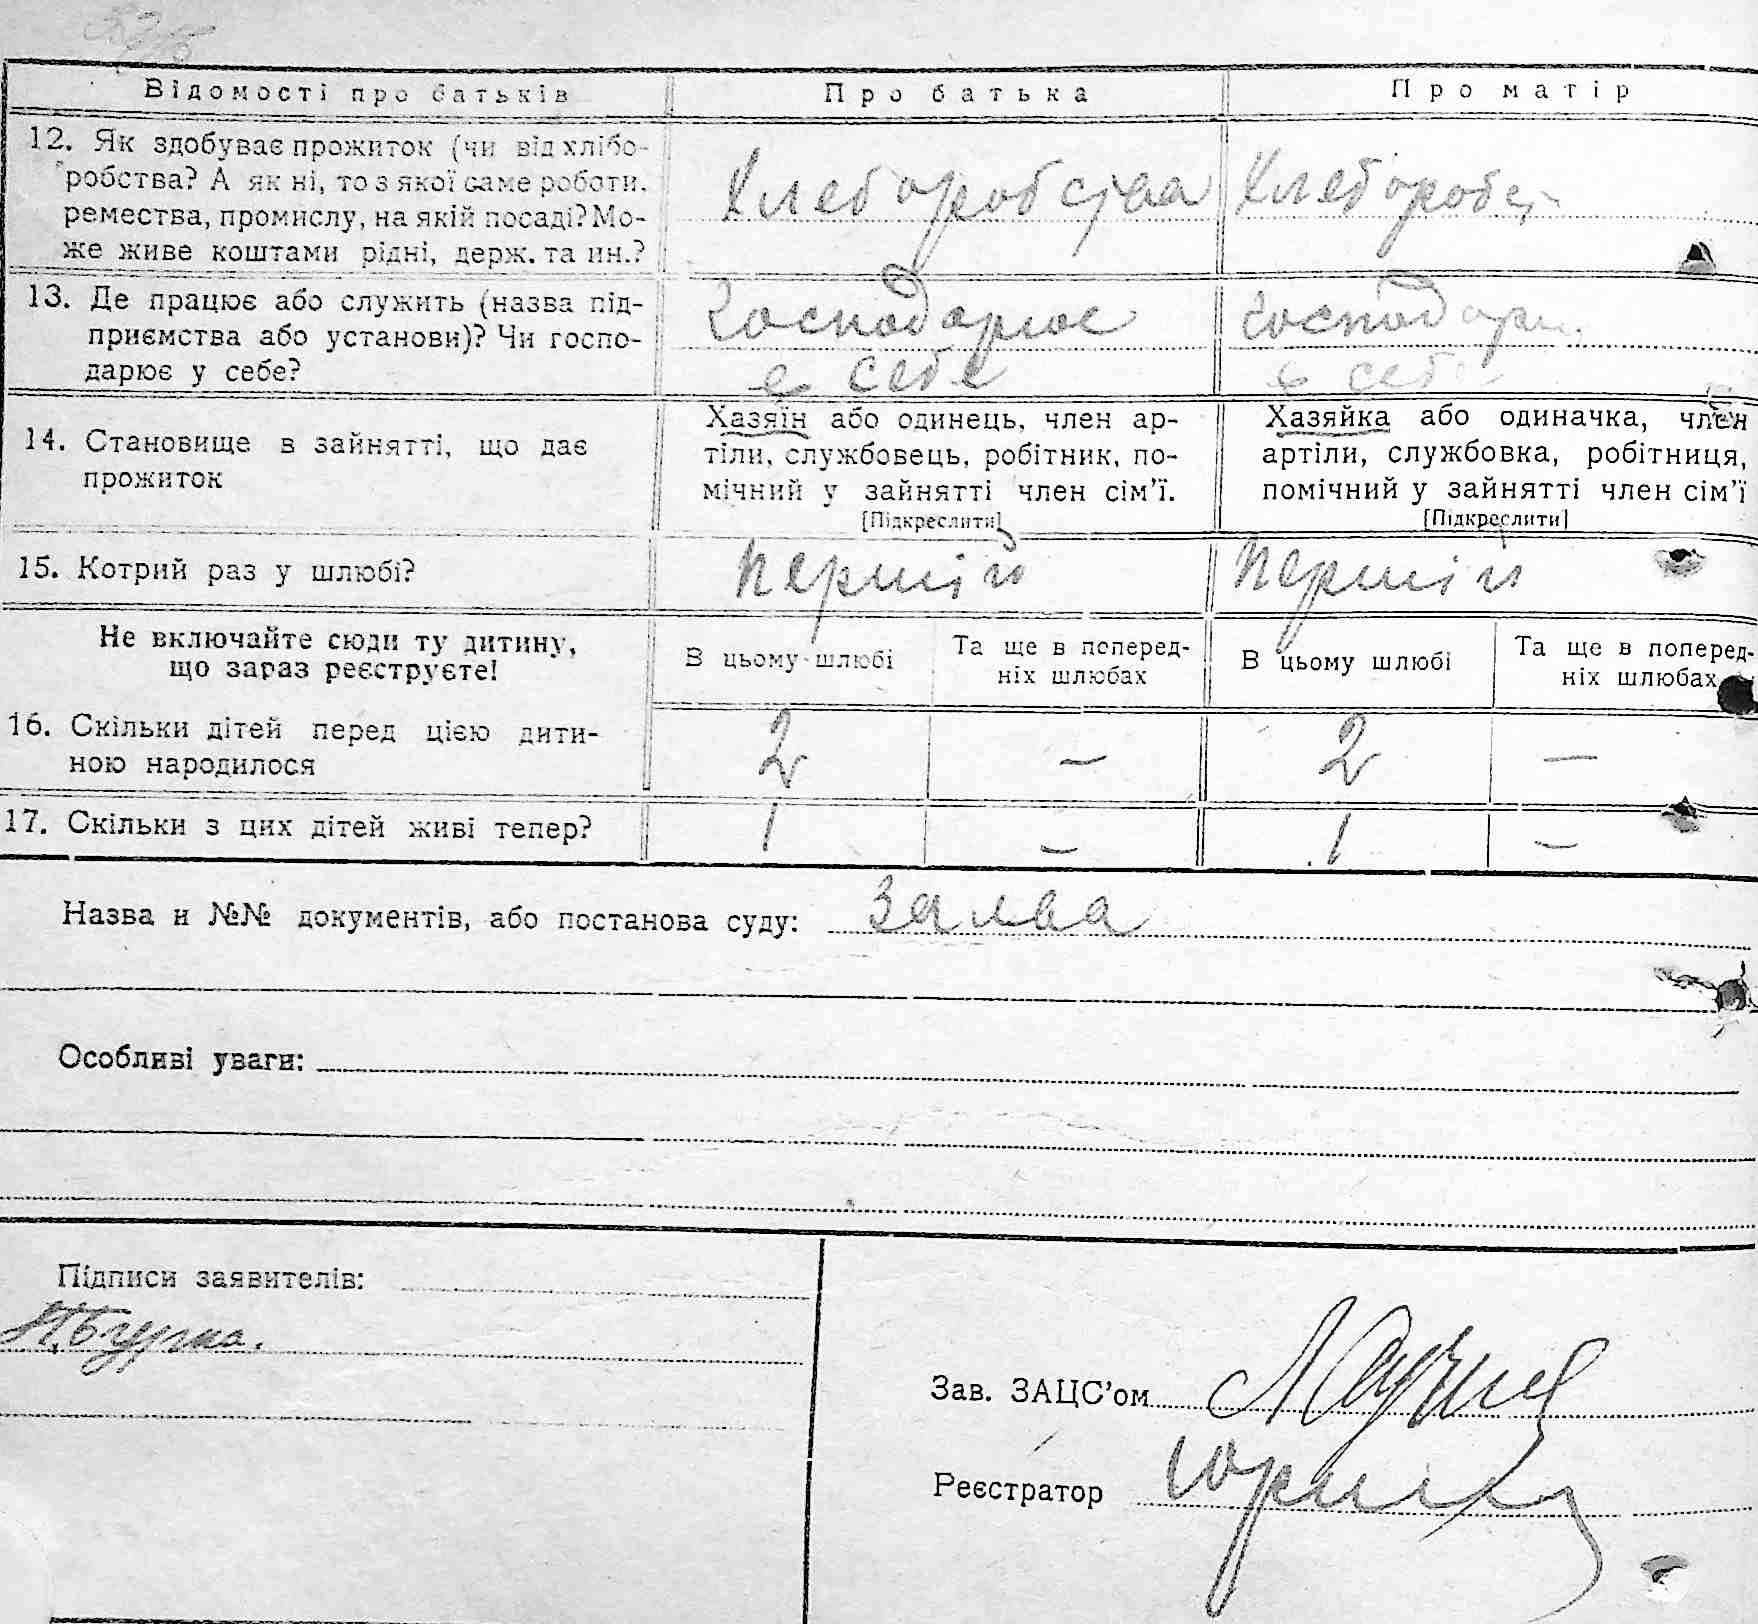 Відомості про батьків Про батька Про матір
12. Як здобуває прожиток (чи від хлібо-
робства? А як ні, то з якої саме роботи,
ремества, промислу, на якій посаді? Мо-
же живе коштами рідні, держ. та ин.?
Хлеборобства Хлебороб
13. Де працює або служить (назва під-
приємства або установи)? Чи госпо-
дарює у себе?
Господарює
в себе
господари.
в себе
14. Становище в зайнятті, що дає
прожиток
Хазяїн або одинець, член ар-
тіли, службовець, робітник, по-
мічний у зайнятті член сім'ї.
[Підкреслити]
Хазяйка або одиначка, член
артіли, службовка, робітниця,
помічний у зайнятті член сім'ї
[Підкреслити]
15. Котрий раз у шлюбі? першій першій
Не включайте сюди ту дитину,
що зараз реєструєте!
В цьому шлюбі
Та ще в поперед-
ніх шлюбах
В цьому шлюбі
Та ще в поперед-
ніх шлюбах
16. Скільки дітей перед цією дити-
ною народилося
2 – 2 –
17. Скільки з цих дітей живі тепер? 1 – 1 –
Назва и №№ документів, або постанова суду: заява
Особливі уваги:
Підписи заявителів:
Зав. ЗАЦС'ом
Реєстратор